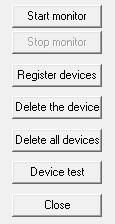 Start monitor
Stop monitor
Register devices
Delete the device
Delete all devices
Device test
Close